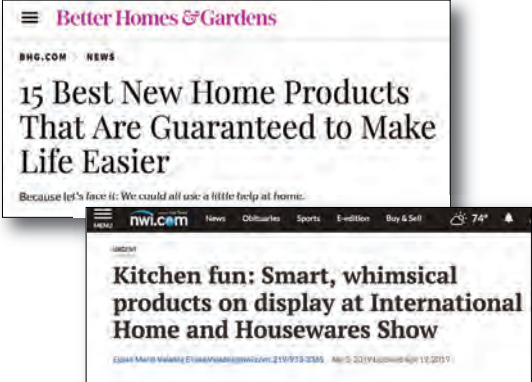 Better Homes & Gardens
BHG.COM NEWS
15 Best New Home Products
That Are Guaranteed to Make
Life Easier
Because let's face it: We could all use a little help at home.
MENU nwi.com News Obituaries Sports E-edition Buy & Sell 74°
URGENT
Kitchen fun: Smart, whimsical
products on display at International
Home and Housewares Show
2019